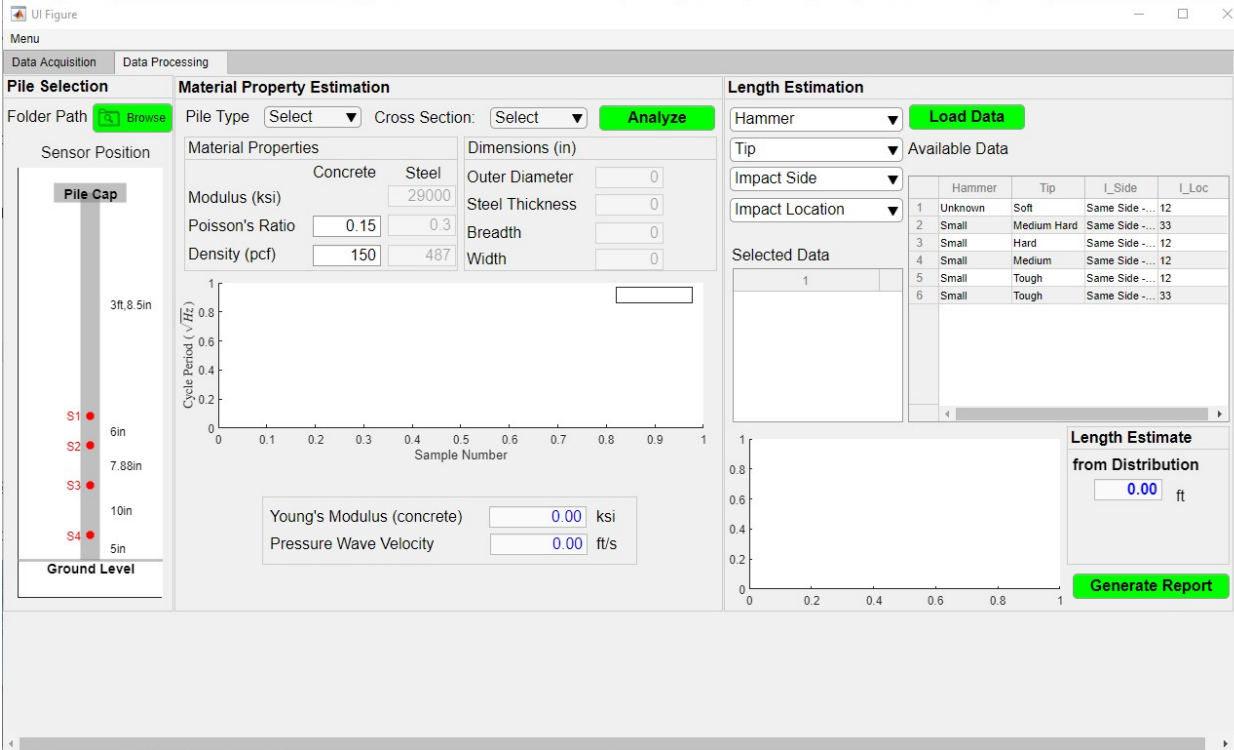 UI Figure
Menu
Data Acquisition Data Processing
Pile Selection
Folder Path Browse
Sensor Position
Pile Cap
3ft,8.5in
S1
6in
S2
7.88in
S3
10in
S4
5in
Ground Level
Material Property Estimation
Pile Type Select Cross Section: Select Analyze
Material Properties
Concrete Steel
Modulus (ksi) 29000
Poisson's Ratio 0.15 0.3
Density (pcf) 150 487
Dimensions (in)
Outer Diameter 0
Steel Thickness 0
Breadth 0
Width 0
1
0.8
0.6
0.4
0.2
0
Cycle Period (√Hz)
0 0.1 0.2 0.3 0.4 0.5 0.6 0.7 0.8 0.9 1
Sample Number
Young's Modulus (concrete) 0.00 ksi
Pressure Wave Velocity 0.00 ft/s
Length Estimation
Hammer
Tip
Impact Side
Impact Location
Load Data
Available Data
Hammer Tip I_Side I_Loc
1 Unknown Soft Same Side -... 12
2 Small Medium Hard Same Side -... 33
3 Small Hard Same Side -... 12
4 Small Medium Same Side -... 12
5 Small Tough Same Side -... 12
6 Small Tough Same Side -... 33
Selected Data
1
1
0.8
0.6
0.4
0.2
0
0 0.2 0.4 0.6 0.8 1
Length Estimate
from Distribution
0.00 ft
Generate Report